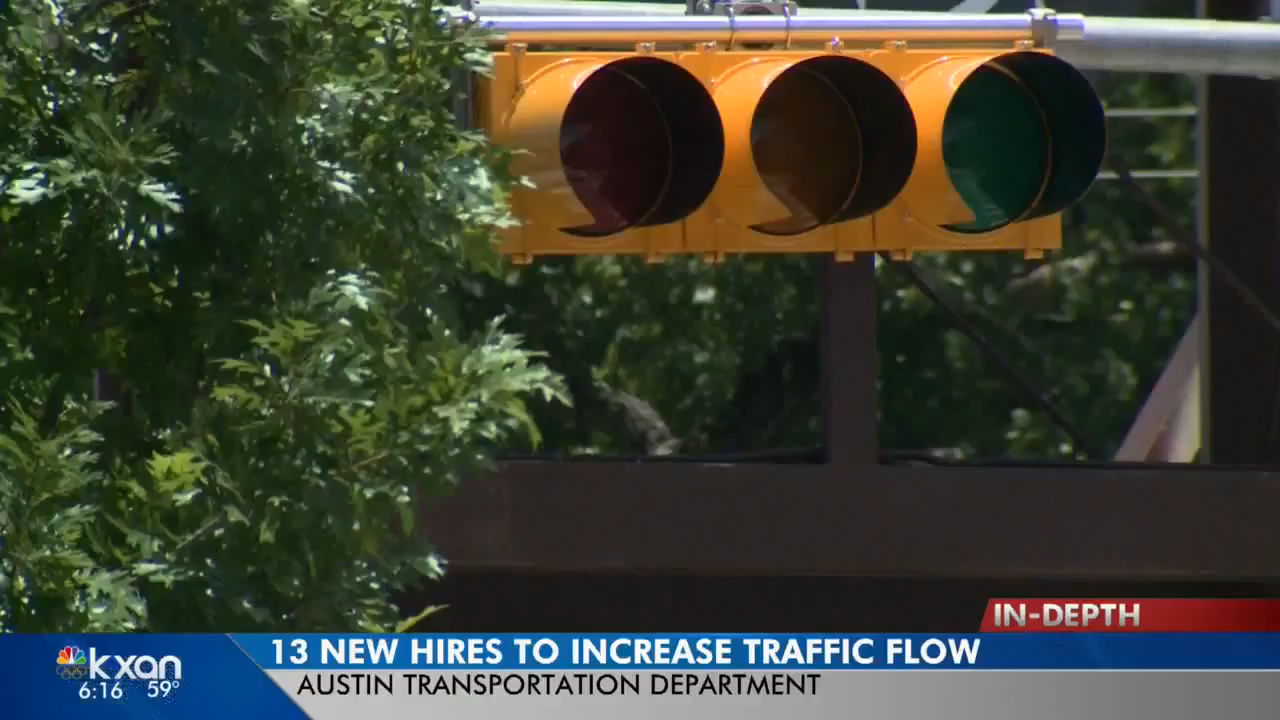 IN-DEPTH
13 NEW HIRES TO INCREASE TRAFFIC FLOW
AUSTIN TRANSPORTATION DEPARTMENT
kxan
6:16 59°